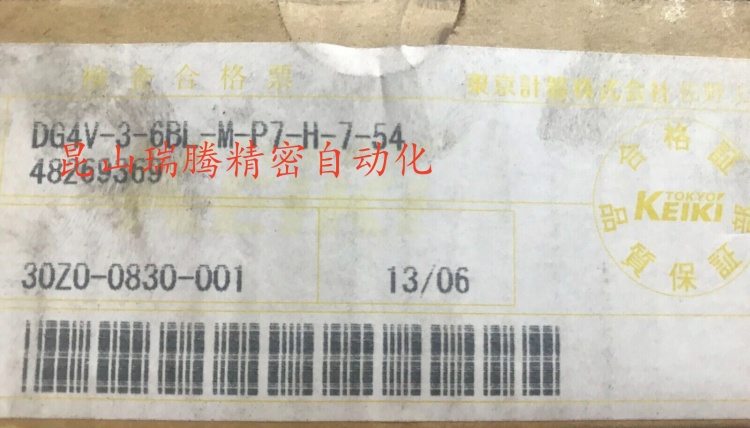 検査合格票
東京計器株式会社
DG4V-3-6BL-M-P7-H-7-54
48269369
昆山瑞腾精密自动化
合格証
TOKYO
KEIKI
品質保証
30Z0-0830-001
13/06